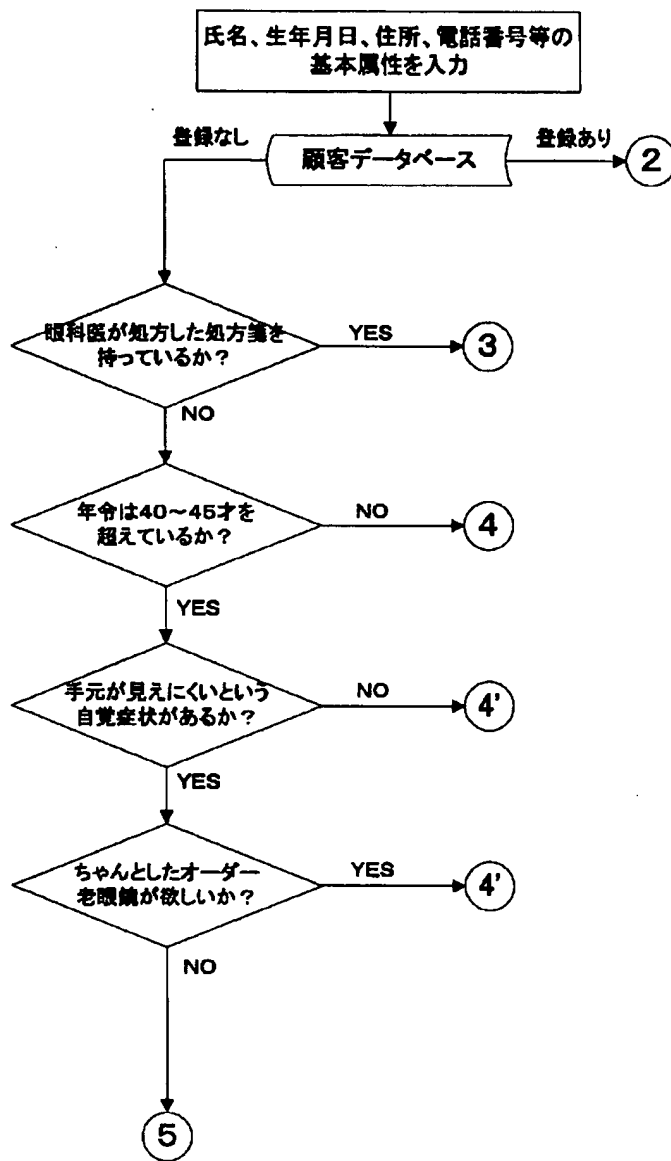 氏名、生年月日、住所、電話番号等の
基本属性を入力
登録なし
顧客データベース
登録あり
2
眼科医が処方した処方箋を
持っているか?
YES
3
NO
年令は40～45才を
超えているか?
NO
4
YES
手元が見えにくいという
自覚症状があるか?
NO
4'
YES
ちゃんとしたオーダー
老眼鏡が欲しいか?
YES
4'
NO
5